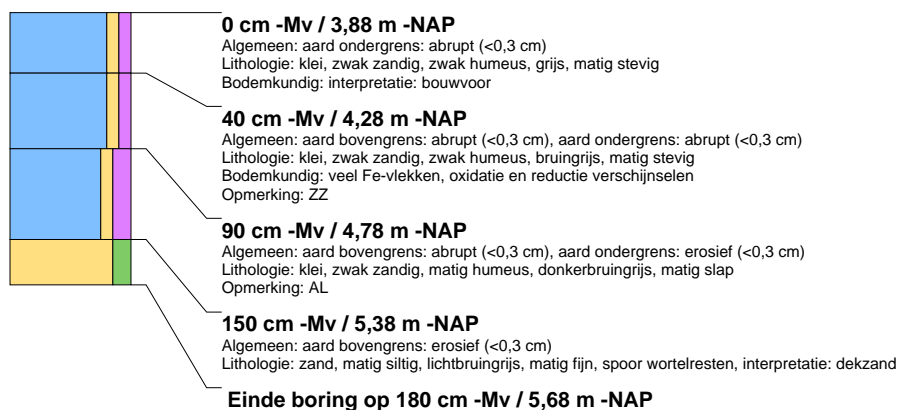 0 cm -Mv / 3,88 m -NAP
Algemeen: aard ondergrens: abrupt (<0,3 cm)
Lithologie: klei, zwak zandig, zwak humeus, grijs, matig stevig
Bodemkundig: interpretatie: bouwvoor
40 cm -Mv / 4,28 m -NAP
Algemeen: aard bovengrens: abrupt (<0,3 cm), aard ondergrens: abrupt (<0,3 cm)
Lithologie: klei, zwak zandig, zwak humeus, bruingrijs, matig stevig
Bodemkundig: veel Fe-vlekken, oxidatie en reductie verschijnselen
Opmerking: ZZ
90 cm -Mv / 4,78 m -NAP
Algemeen: aard bovengrens: abrupt (<0,3 cm), aard ondergrens: erosief (<0,3 cm)
Lithologie: klei, zwak zandig, matig humeus, donkerbruingrijs, matig slap
Opmerking: AL
150 cm -Mv / 5,38 m -NAP
Algemeen: aard bovengrens: erosief (<0,3 cm)
Lithologie: zand, matig siltig, lichtbruingrijs, matig fijn, spoor wortelresten, interpretatie: dekzand
Einde boring op 180 cm -Mv / 5,68 m -NAP